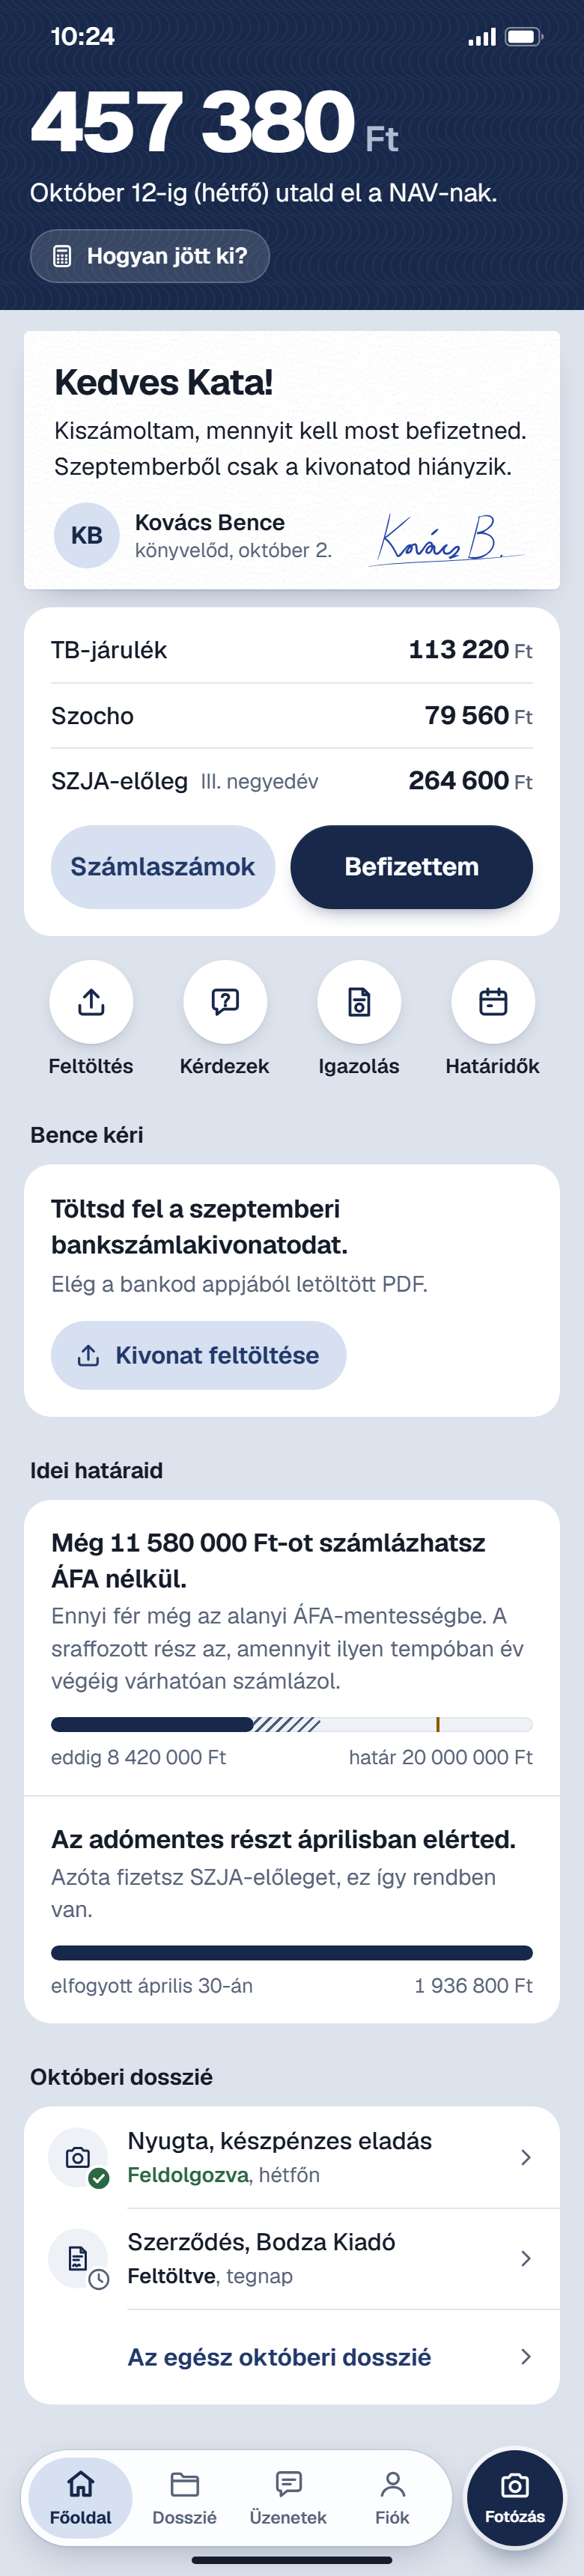 10:24
457 380 Ft
Október 12-ig (hétfő) utald el a NAV-nak.
Hogyan jött ki?
Kedves Kata!
Kiszámoltam, mennyit kell most befizetned.
Szeptemberből csak a kivonatod hiányzik.
KB
Kovács Bence
könyvelőd, október 2.
Kovács B.
TB-járulék 113 220 Ft
Szocho 79 560 Ft
SZJA-előleg III. negyedév 264 600 Ft
Számlaszámok Befizettem
Feltöltés Kérdezek Igazolás Határidők
Bence kéri
Töltsd fel a szeptemberi
bankszámlakivonatodat.
Elég a bankod appjából letöltött PDF.
Kivonat feltöltése
Idei határaid
Még 11 580 000 Ft-ot számlázhatsz
ÁFA nélkül.
Ennyi fér még az alanyi ÁFA-mentességbe. A
sraffozott rész az, amennyit ilyen tempóban év
végéig várhatóan számlázol.
eddig 8 420 000 Ft határ 20 000 000 Ft
Az adómentes részt áprilisban elérted.
Azóta fizetsz SZJA-előleget, ez így rendben
van.
elfogyott április 30-án 1 936 800 Ft
Októberi dosszié
Nyugta, készpénzes eladás
Feldolgozva, hétfőn
Szerződés, Bodza Kiadó
Feltöltve, tegnap
Az egész októberi dosszié
Főoldal Dosszié Üzenetek Fiók Fotózás